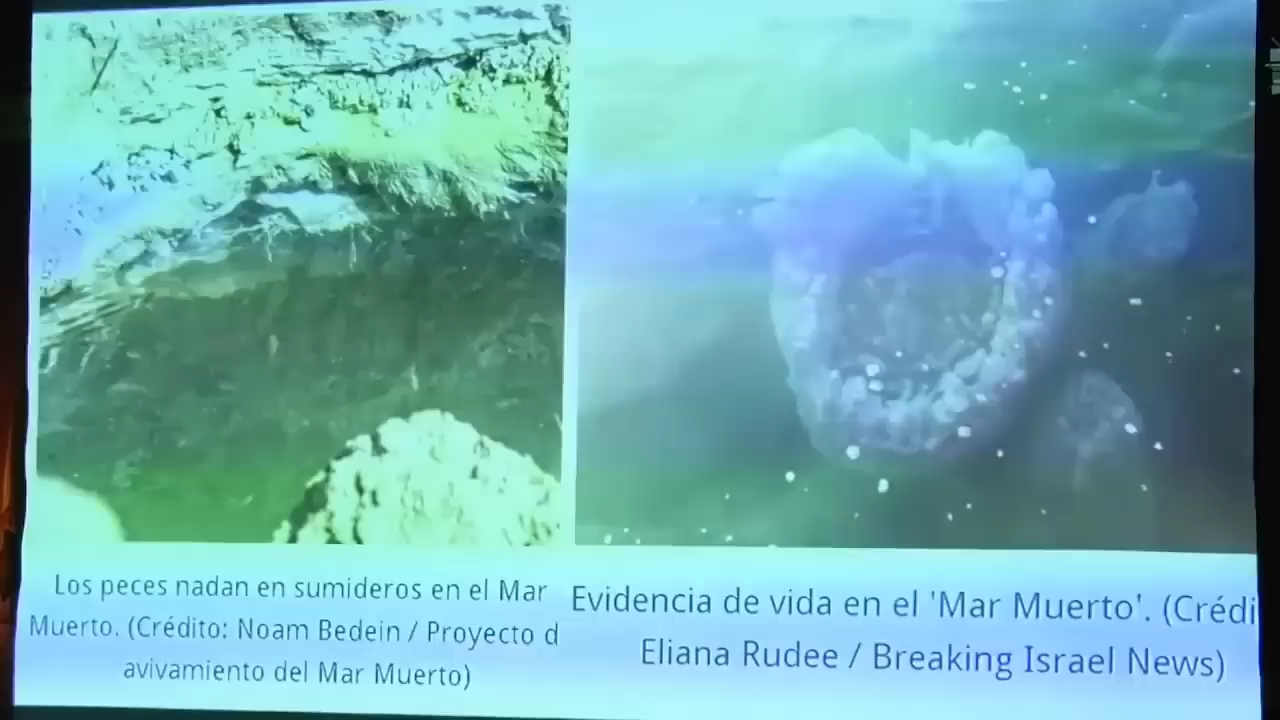 Los peces nadan en sumideros en el Mar
Muerto. (Crédito: Noam Bedein / Proyecto d
avivamiento del Mar Muerto)
Evidencia de vida en el 'Mar Muerto'. (Crédi
Eliana Rudee / Breaking Israel News)